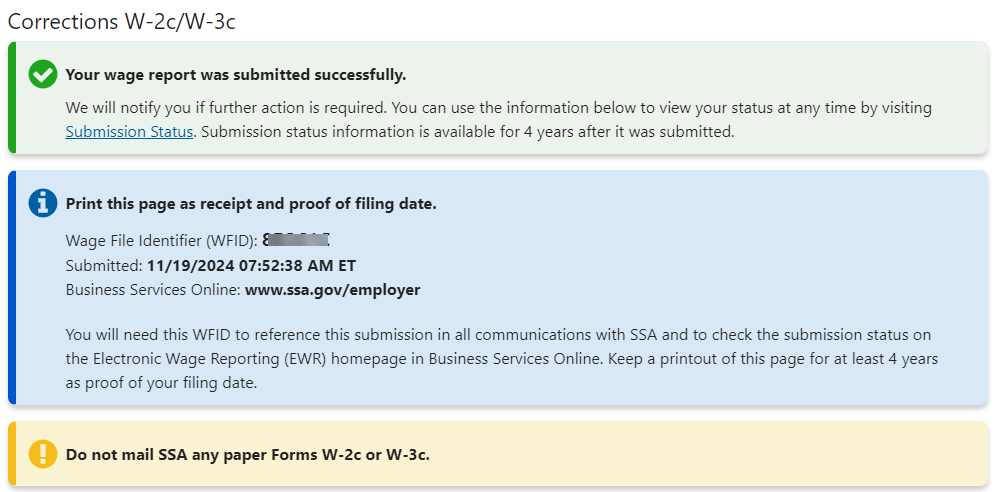 Corrections W-2c/W-3c
Your wage report was submitted successfully.
We will notify you if further action is required. You can use the information below to view your status at any time by visiting
Submission Status. Submission status information is available for 4 years after it was submitted.
Print this page as receipt and proof of filing date.
Wage File Identifier (WFID):
Submitted: 11/19/2024 07:52:38 AM ET
Business Services Online: www.ssa.gov/employer
You will need this WFID to reference this submission in all communications with SSA and to check the submission status on
the Electronic Wage Reporting (EWR) homepage in Business Services Online. Keep a printout of this page for at least 4 years
as proof of your filing date.
Do not mail SSA any paper Forms W-2c or W-3c.